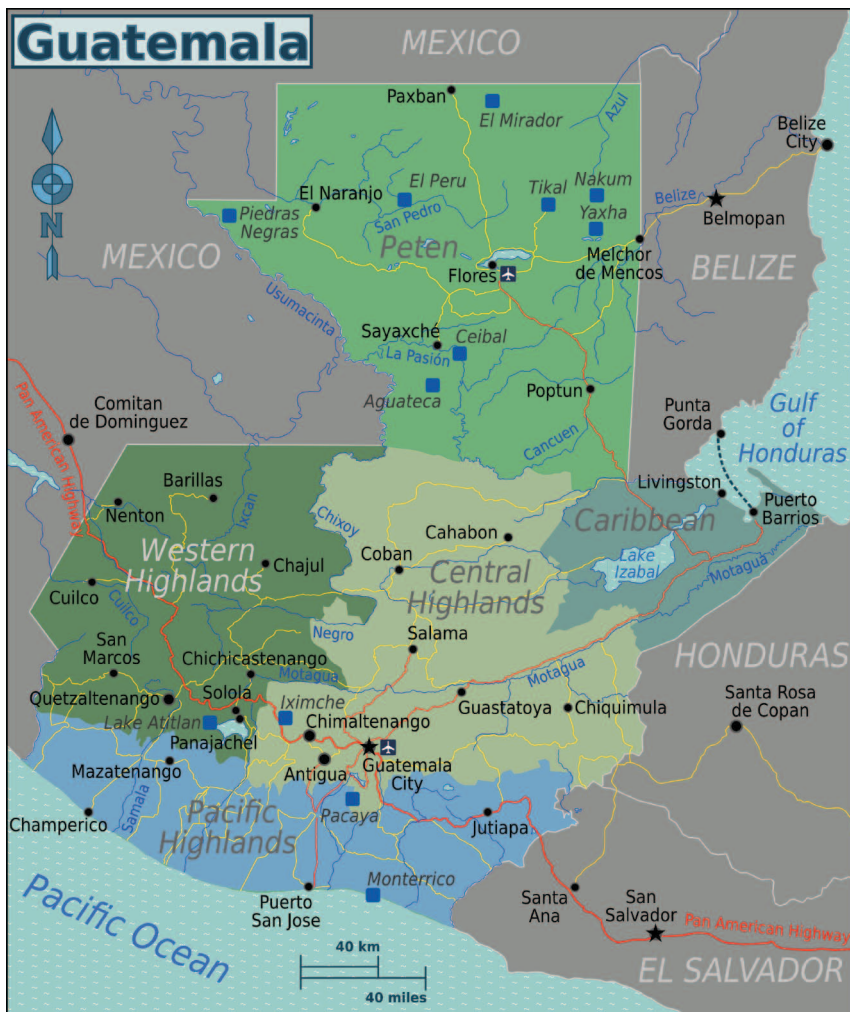 Guatemala
MEXICO
Paxban
El Mirador
Azul
Belize
City
N
El Naranjo
El Peru
Tikal
Nakum
Yaxha
Belize
Belmopan
Piedras
Negras
San Pedro
MEXICO
Peten
Flores
Melchor
de Mencos
BELIZE
Usumacinta
Sayaxché
Ceibal
La Pasión
Aguateca
Poptun
Pan American Highway
Comitan
de Dominguez
Punta
Gorda
Gulf
of
Honduras
Cancuen
Barillas
Nenton
Ixcan
Chixoy
Livingston
Puerto
Barrios
Caribbean
Cahabon
Western
Highlands
Chajul
Coban
Central
Highlands
Lake
Izabal
Motagua
Cuilco
Cuilco
Negro
Salama
San
Marcos
Chichicastenango
Motagua
Motagua
HONDURAS
Quetzaltenango
Solola
Iximche
Guastatoya
Chiquimula
Santa Rosa
de Copan
Lake Atitlan
Panajachel
Chimaltenango
Mazatenango
Antigua
Guatemala
City
Samala
Pacific
Highlands
Pacaya
Champerico
Jutiapa
Monterrico
Pacific Ocean
Puerto
San Jose
Santa
Ana
San
Salvador
Pan American Highway
40 km
40 miles
EL SALVADOR